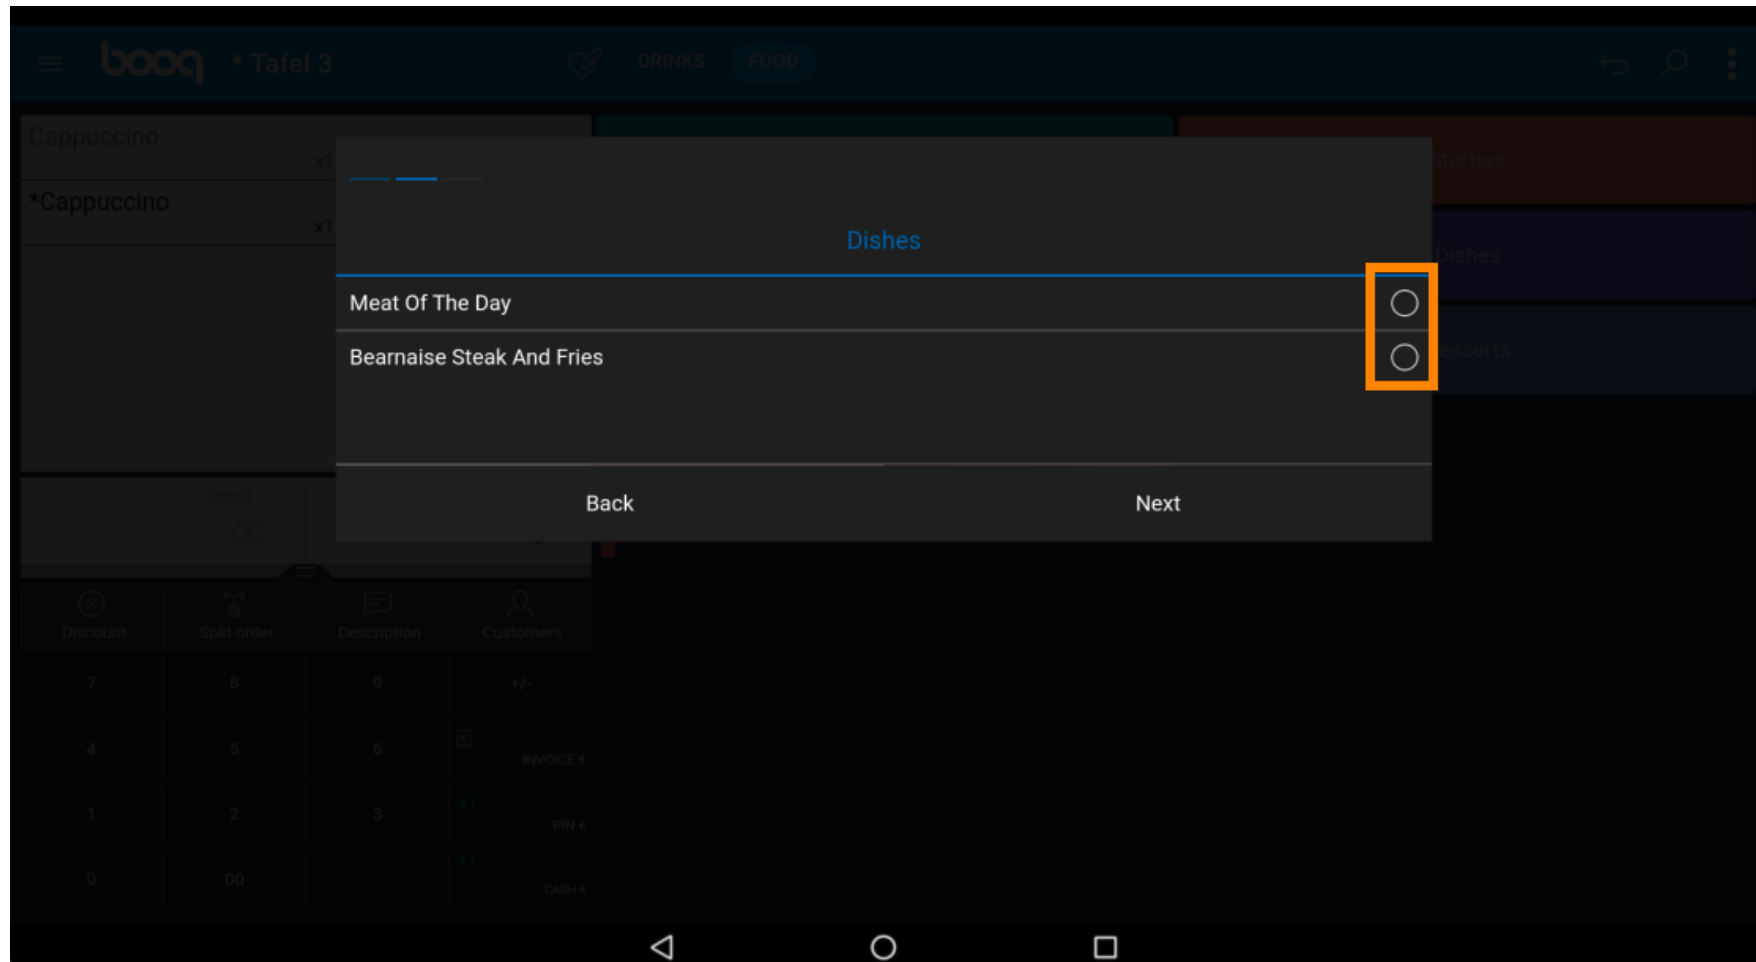 booq * Tafel 3 DRINKS FOOD
Cappuccino
x1
Starters
*Cappuccino
x1
Dishes
Dishes
Meat Of The Day
Bearnaise Steak And Fries
esserts
Back Next
Input
Discount Split order Description Customers
7 8 9 +/-
4 5 6
INVOICE €
1 2 3
PIN €
0 00 .
CASH €